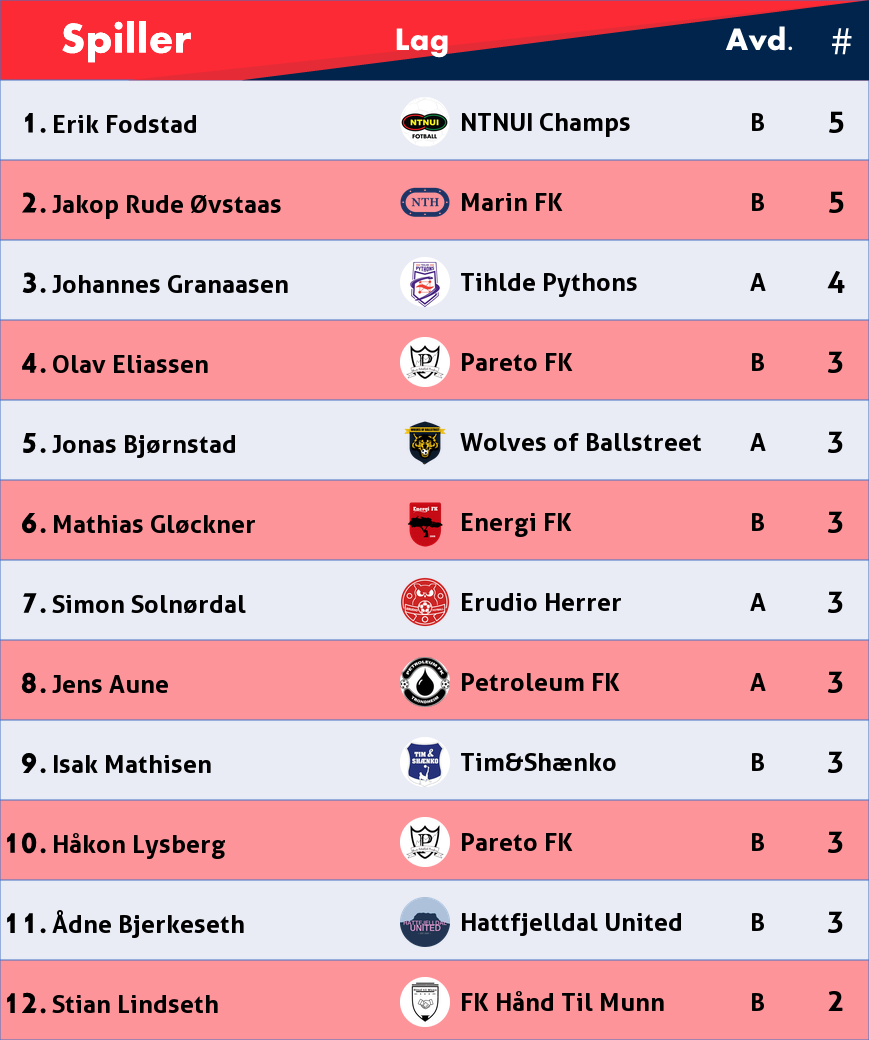 Spiller Lag Avd. #
1. Erik Fodstad NTNUI FOTBALL NTNUI Champs B 5
2. Jakop Rude Øvstaas NTH Marin FK B 5
3. Johannes Granaasen PYTHONS Tihlde Pythons A 4
4. Olav Eliassen P Pareto FK B 3
5. Jonas Bjørnstad WOLVES OF BALLSTREET Wolves of Ballstreet A 3
6. Mathias Gløckner Energi FK Energi FK B 3
7. Simon Solnørdal Erudio Herrer A 3
8. Jens Aune PETROLEUM FK TRONDHEIM Petroleum FK A 3
9. Isak Mathisen TIM & SHÆNKO Tim&Shænko B 3
10. Håkon Lysberg P Pareto FK B 3
11. Ådne Bjerkeseth HATTFJELLDAL UNITED Hattfjelldal United B 3
12. Stian Lindseth FK Hånd Til Munn B 2